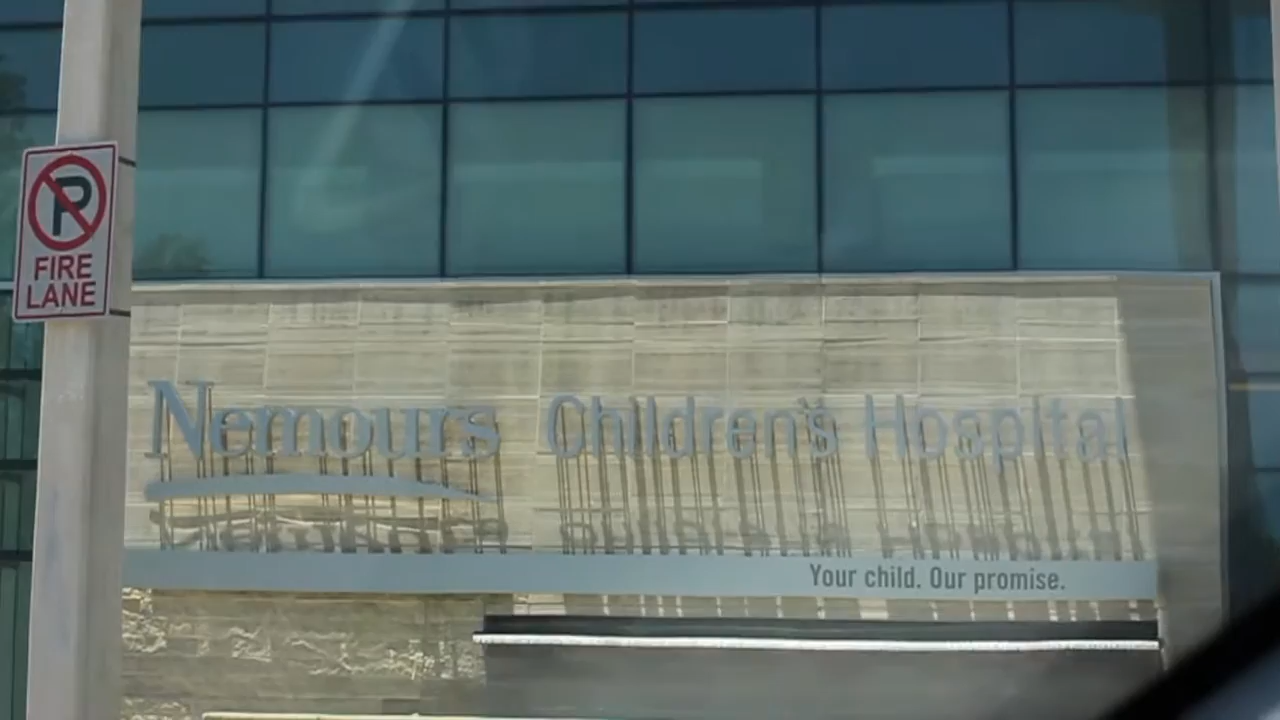 P
FIRE
LANE
Nemours Children's Hospital
Your child. Our promise.